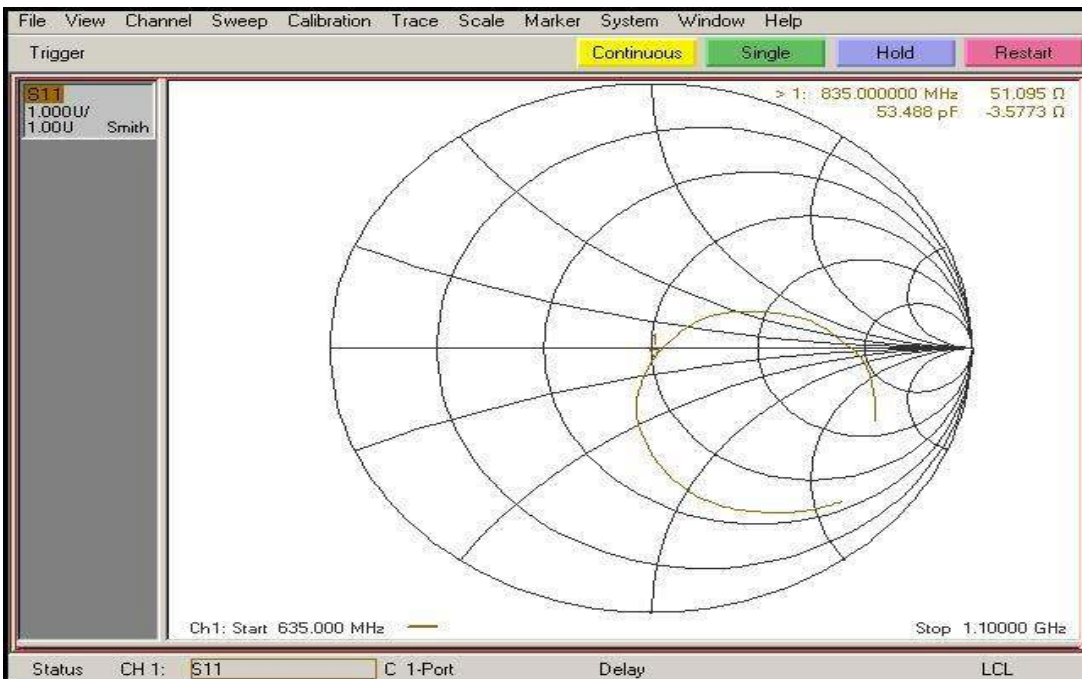 File View Channel Sweep Calibration Trace Scale Marker System Window Help
Trigger Continuous Single Hold Restart
S11
1.000U/
1.00U Smith
> 1: 835.000000 MHz 51.095 Ω
53.488 pF -3.5773 Ω
1
Ch1: Start 635.000 MHz
Stop 1.10000 GHz
Status CH 1: S11 C 1-Port Delay LCL